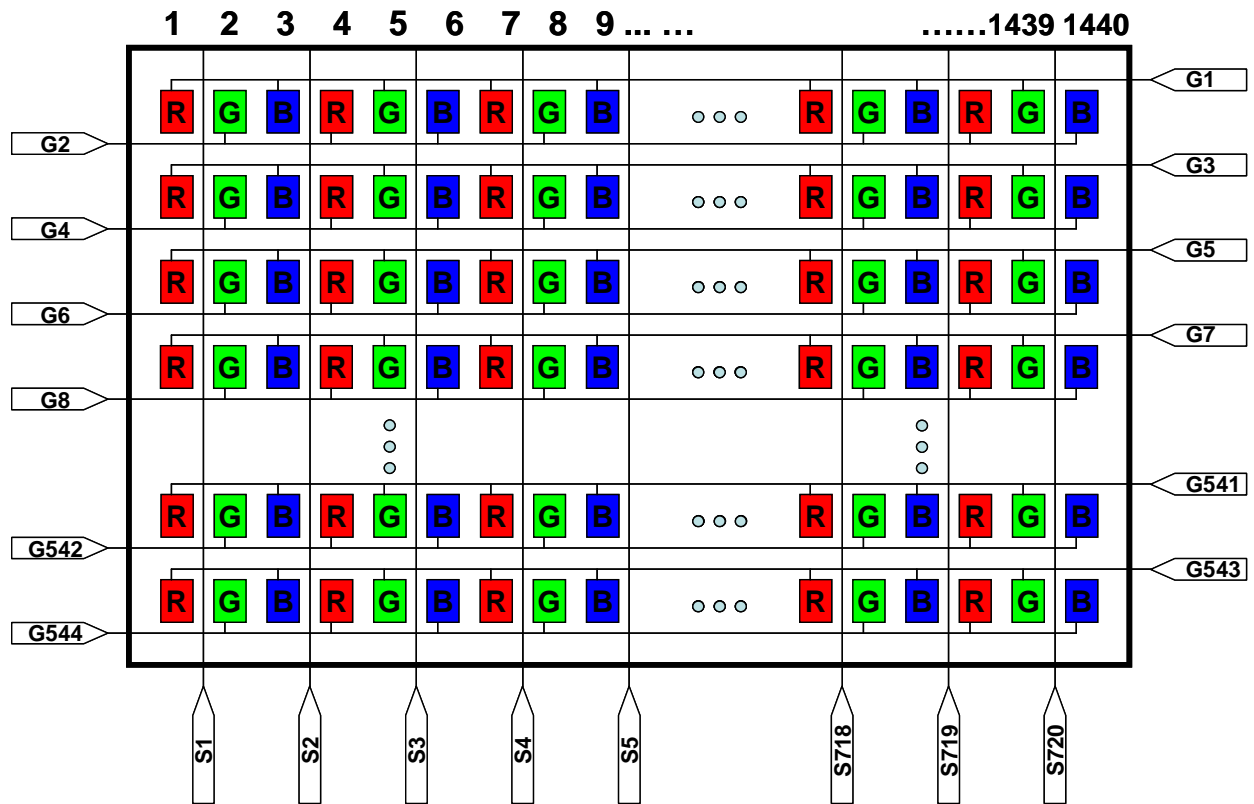 1 2 3 4 5 6 7 8 9 ... ... ……1439 1440
G1
R G B R G B R G B R G B R G B
G2
G3
R G B R G B R G B R G B R G B
G4
G5
R G B R G B R G B R G B R G B
G6
G7
R G B R G B R G B R G B R G B
G8
G541
R G B R G B R G B R G B R G B
G542
G543
R G B R G B R G B R G B R G B
G544
S1 S2 S3 S4 S5 S718 S719 S720